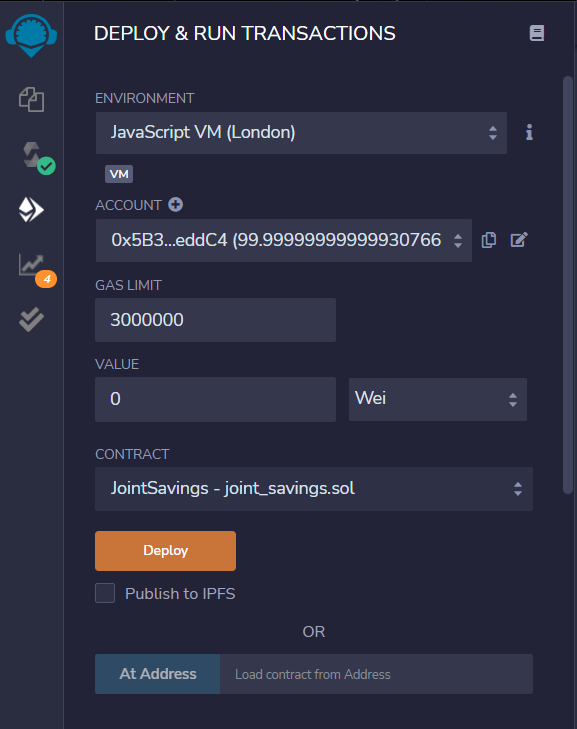 DEPLOY & RUN TRANSACTIONS
ENVIRONMENT
JavaScript VM (London)
VM
ACCOUNT
0x5B3...eddC4 (99.99999999999930766
GAS LIMIT
3000000
VALUE
0
Wei
CONTRACT
JointSavings - joint_savings.sol
Deploy
Publish to IPFS
OR
At Address
Load contract from Address
4